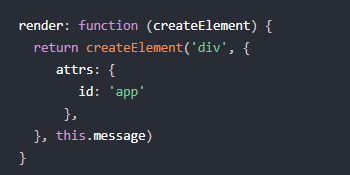 render: function (createElement) {
  return createElement('div', {
     attrs: {
        id: 'app'
      },
  }, this.message)
}